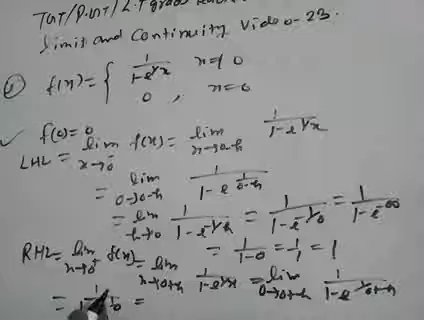 TGT/P.GT/L.T grade
limit and Continuity Video-23.
① f(x) = { 1/(1-e^1/x) x≠0
0, x=0
✓ f(0)=0
LHL = lim x→0⁻ f(x) = lim x→0-h 1/(1-e^1/x)
= lim 0→0-h 1/(1-e^1/(0-h))
= lim h→0 1/(1-e^-1/h) = 1/(1-e^-1/0) = 1/(1-e^-∞)
= 1/(1-0) = 1/1 = 1
RHL = lim x→0⁺ f(x) = lim x→0+h 1/(1-e^1/x) = lim 0→0+h 1/(1-e^1/(0+h))
=